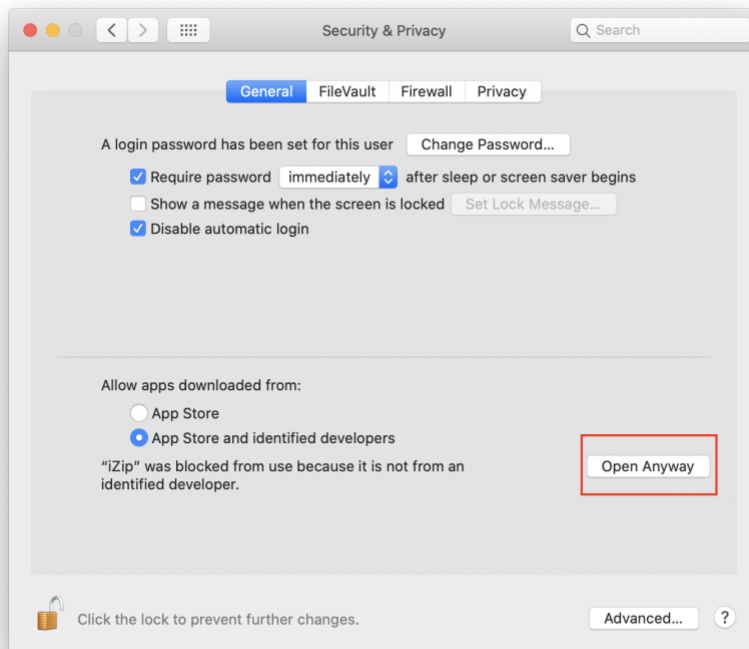 Security & Privacy
Search
General FileVault Firewall Privacy
A login password has been set for this user Change Password...
Require password immediately after sleep or screen saver begins
Show a message when the screen is locked Set Lock Message...
Disable automatic login
Allow apps downloaded from:
App Store
App Store and identified developers
“iZip” was blocked from use because it is not from an
identified developer.
Open Anyway
Click the lock to prevent further changes.
Advanced...
?